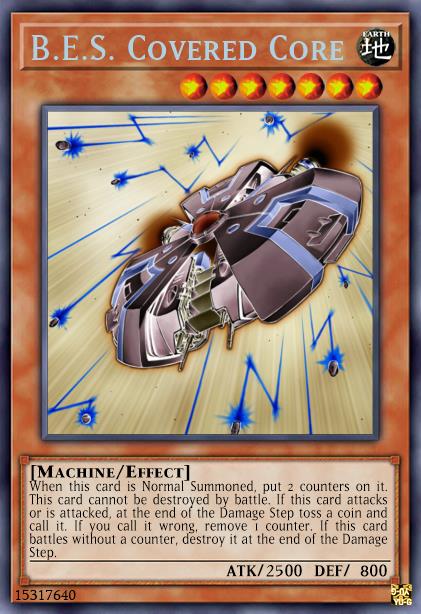 B.E.S. COVERED CORE
EARTH
地
[MACHINE/EFFECT]
When this card is Normal Summoned, put 2 counters on it.
This card cannot be destroyed by battle. If this card attacks
or is attacked, at the end of the Damage Step toss a coin and
call it. If you call it wrong, remove 1 counter. If this card
battles without a counter, destroy it at the end of the Damage
Step.
ATK/2500 DEF/ 800
15317640